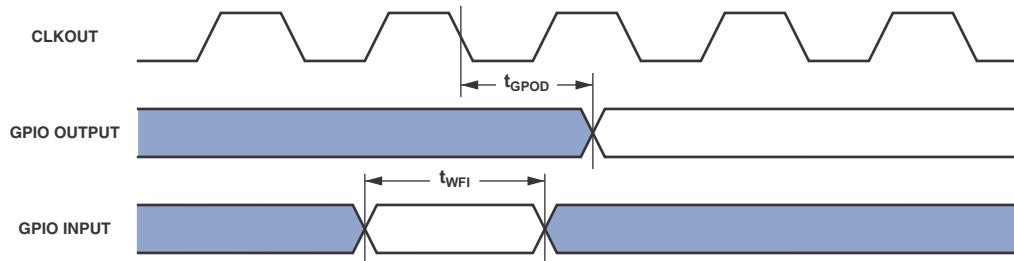 CLKOUT
tGPOD
GPIO OUTPUT
tWFI
GPIO INPUT